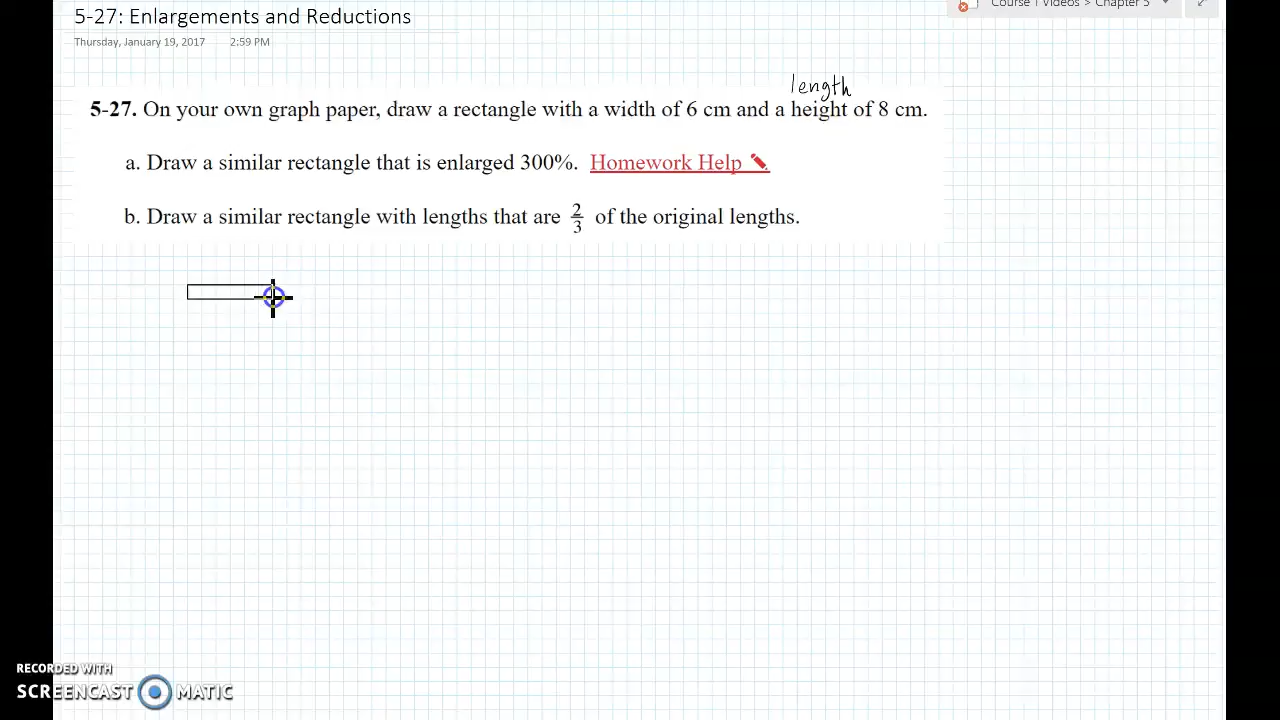 5-27: Enlargements and Reductions
Course 1 Videos > Chapter 5
Thursday, January 19, 2017 2:59 PM
length
5-27. On your own graph paper, draw a rectangle with a width of 6 cm and a height of 8 cm.
a. Draw a similar rectangle that is enlarged 300%. Homework Help
b. Draw a similar rectangle with lengths that are 2/3 of the original lengths.
RECORDED WITH
SCREENCAST MATIC